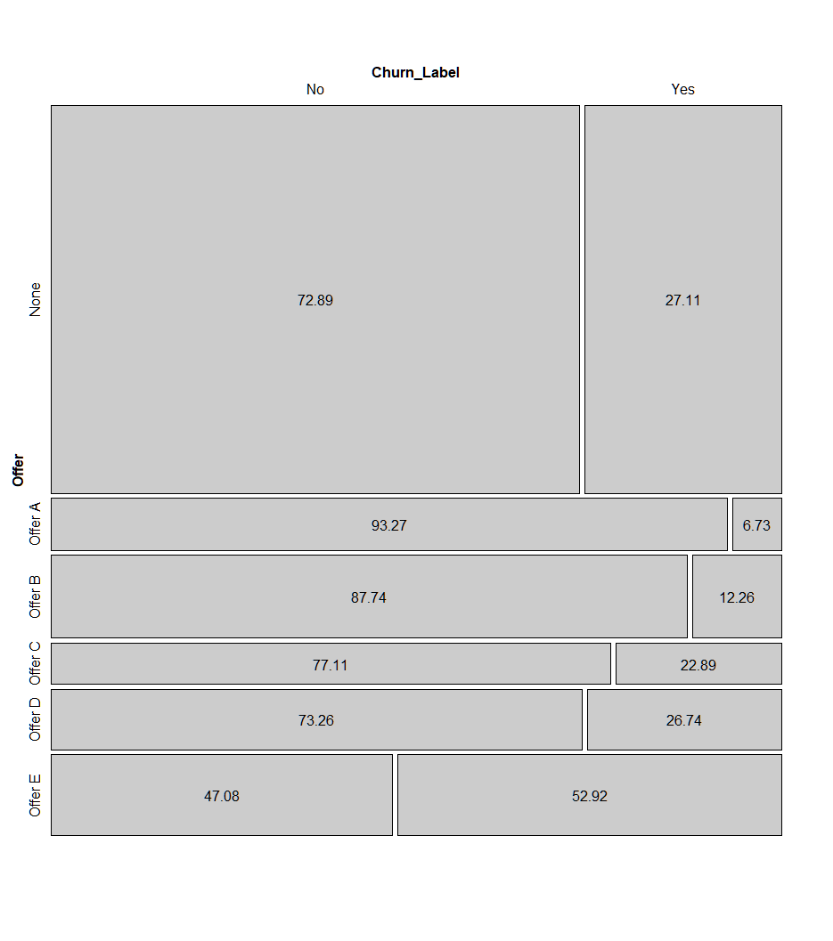 Churn_Label
No Yes
Offer
None
72.89 27.11
Offer A
93.27 6.73
Offer B
87.74 12.26
Offer C
77.11 22.89
Offer D
73.26 26.74
Offer E
47.08 52.92